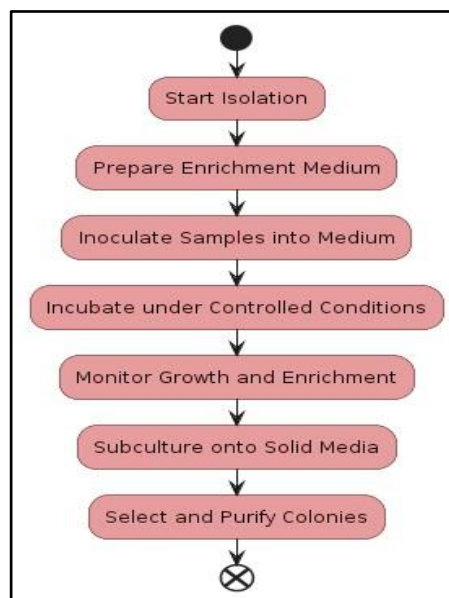 Start Isolation
Prepare Enrichment Medium
Inoculate Samples into Medium
Incubate under Controlled Conditions
Monitor Growth and Enrichment
Subculture onto Solid Media
Select and Purify Colonies